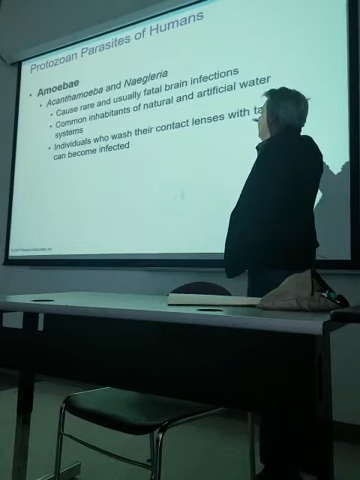 Protozoan Parasites of Humans
• Amoebae
• Acanthamoeba and Naegleria
• Cause rare and usually fatal brain infections
• Common inhabitants of natural and artificial water
systems
• Individuals who wash their contact lenses with
can become infected